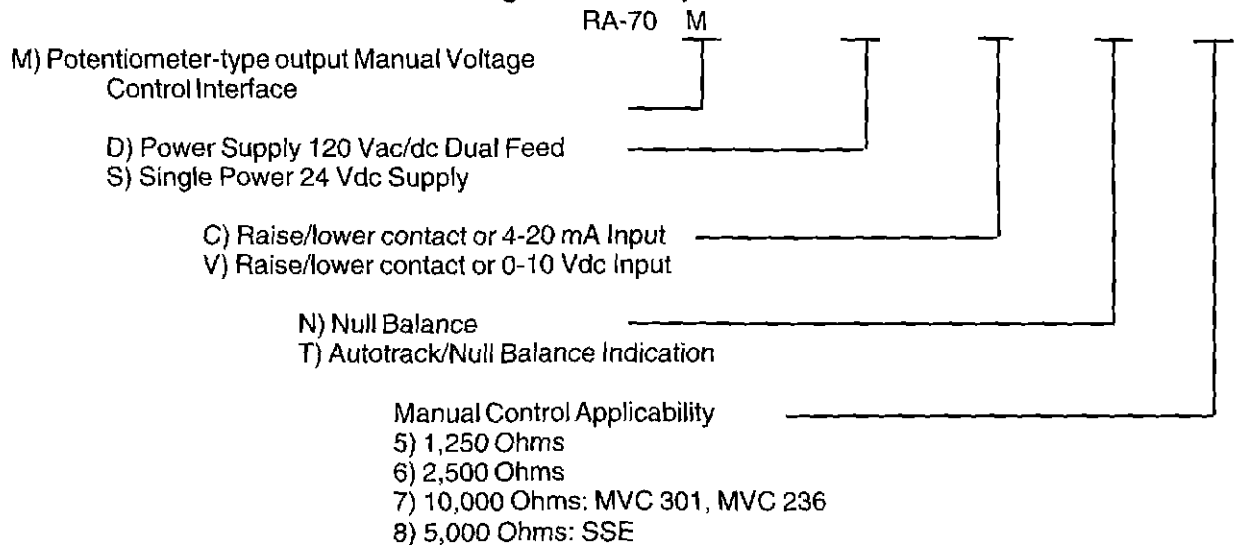 RA-70 M
M) Potentiometer-type output Manual Voltage
Control Interface
D) Power Supply 120 Vac/dc Dual Feed
S) Single Power 24 Vdc Supply
C) Raise/lower contact or 4-20 mA Input
V) Raise/lower contact or 0-10 Vdc Input
N) Null Balance
T) Autotrack/Null Balance Indication
Manual Control Applicability
5) 1,250 Ohms
6) 2,500 Ohms
7) 10,000 Ohms: MVC 301, MVC 236
8) 5,000 Ohms: SSE